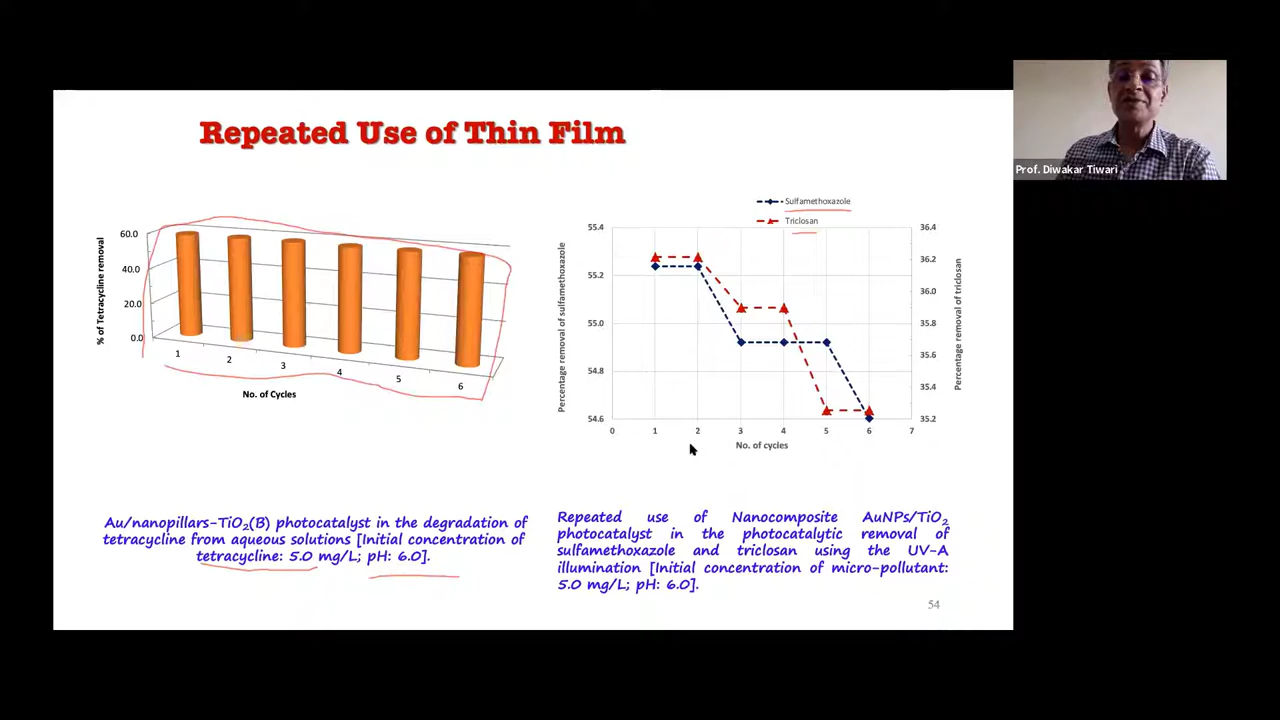 Repeated Use of Thin Film
Prof. Diwakar Tiwari
% of Tetracycline removal
60.0
40.0
20.0
0.0
1
2
3
4
5
6
No. of Cycles
Sulfamethoxazole
Triclosan
Percentage removal of sulfamethoxazole
55.4
55.2
55.0
54.8
54.6
36.4
36.2
36.0
35.8
35.6
35.4
35.2
Percentage removal of triclosan
0 1 2 3 4 5 6 7
No. of cycles
Au/nanopillars-TiO2(B) photocatalyst in the degradation of
tetracycline from aqueous solutions [Initial concentration of
tetracycline: 5.0 mg/L; pH: 6.0].
Repeated use of Nanocomposite AuNPs/TiO2
photocatalyst in the photocatalytic removal of
sulfamethoxazole and triclosan using the UV-A
illumination [Initial concentration of micro-pollutant:
5.0 mg/L; pH: 6.0].
54